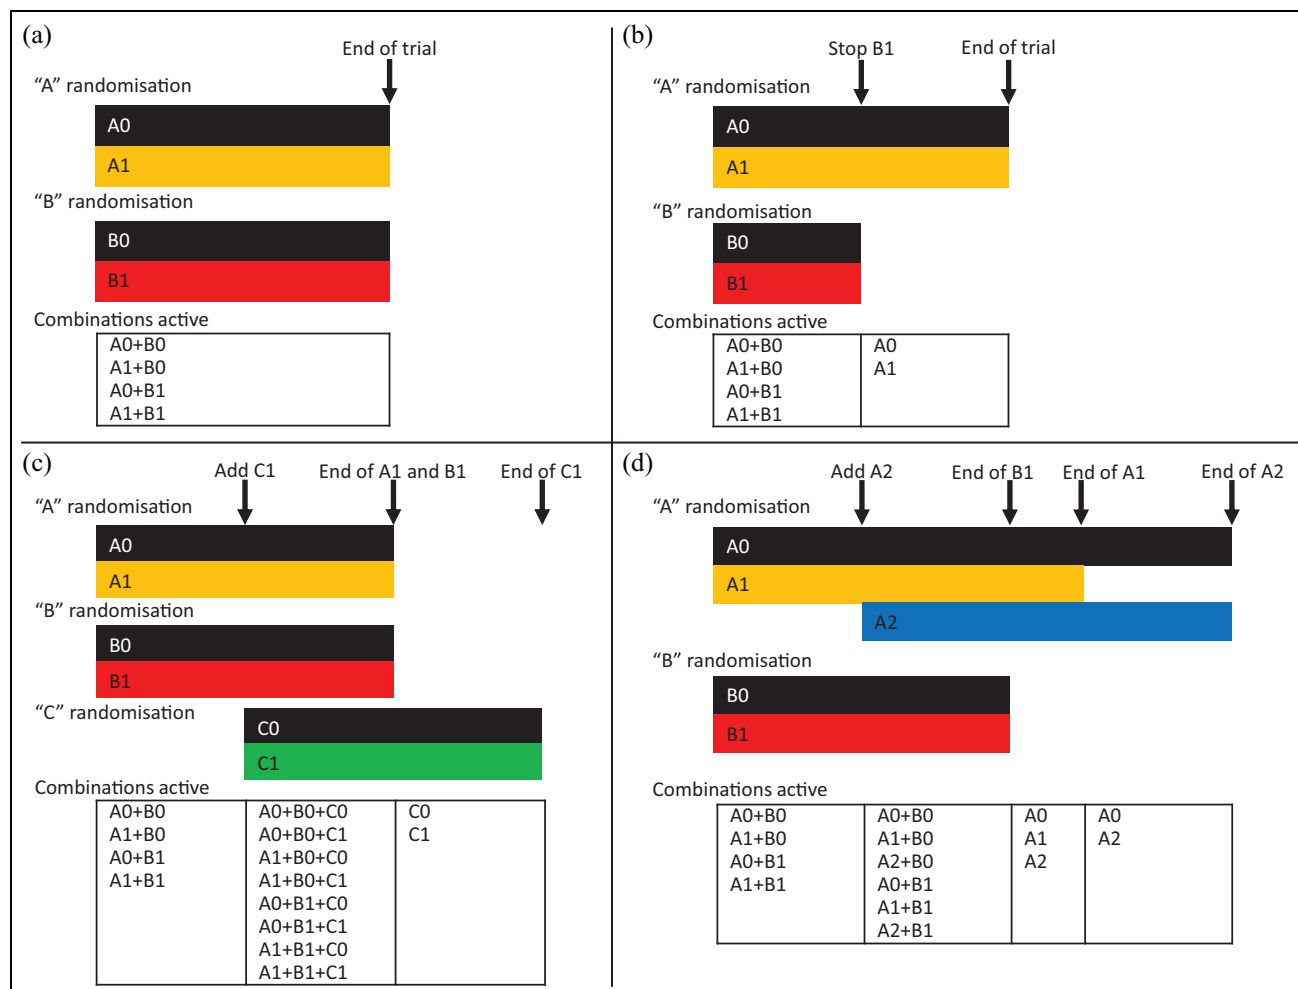 (a)
End of trial
“A” randomisation
A0
A1
“B” randomisation
B0
B1
Combinations active
A0+B0
A1+B0
A0+B1
A1+B1
(b)
Stop B1 End of trial
“A” randomisation
A0
A1
“B” randomisation
B0
B1
Combinations active
A0+B0 A0
A1+B0 A1
A0+B1
A1+B1
(c)
Add C1 End of A1 and B1 End of C1
“A” randomisation
A0
A1
“B” randomisation
B0
B1
“C” randomisation
C0
C1
Combinations active
A0+B0 A0+B0+C0 C0
A1+B0 A0+B0+C1 C1
A0+B1 A1+B0+C0
A1+B1 A1+B0+C1
A0+B1+C0
A0+B1+C1
A1+B1+C0
A1+B1+C1
(d)
Add A2 End of B1 End of A1 End of A2
“A” randomisation
A0
A1
A2
“B” randomisation
B0
B1
Combinations active
A0+B0 A0+B0 A0 A0
A1+B0 A1+B0 A1 A2
A0+B1 A2+B0 A2
A1+B1 A0+B1
A1+B1
A2+B1